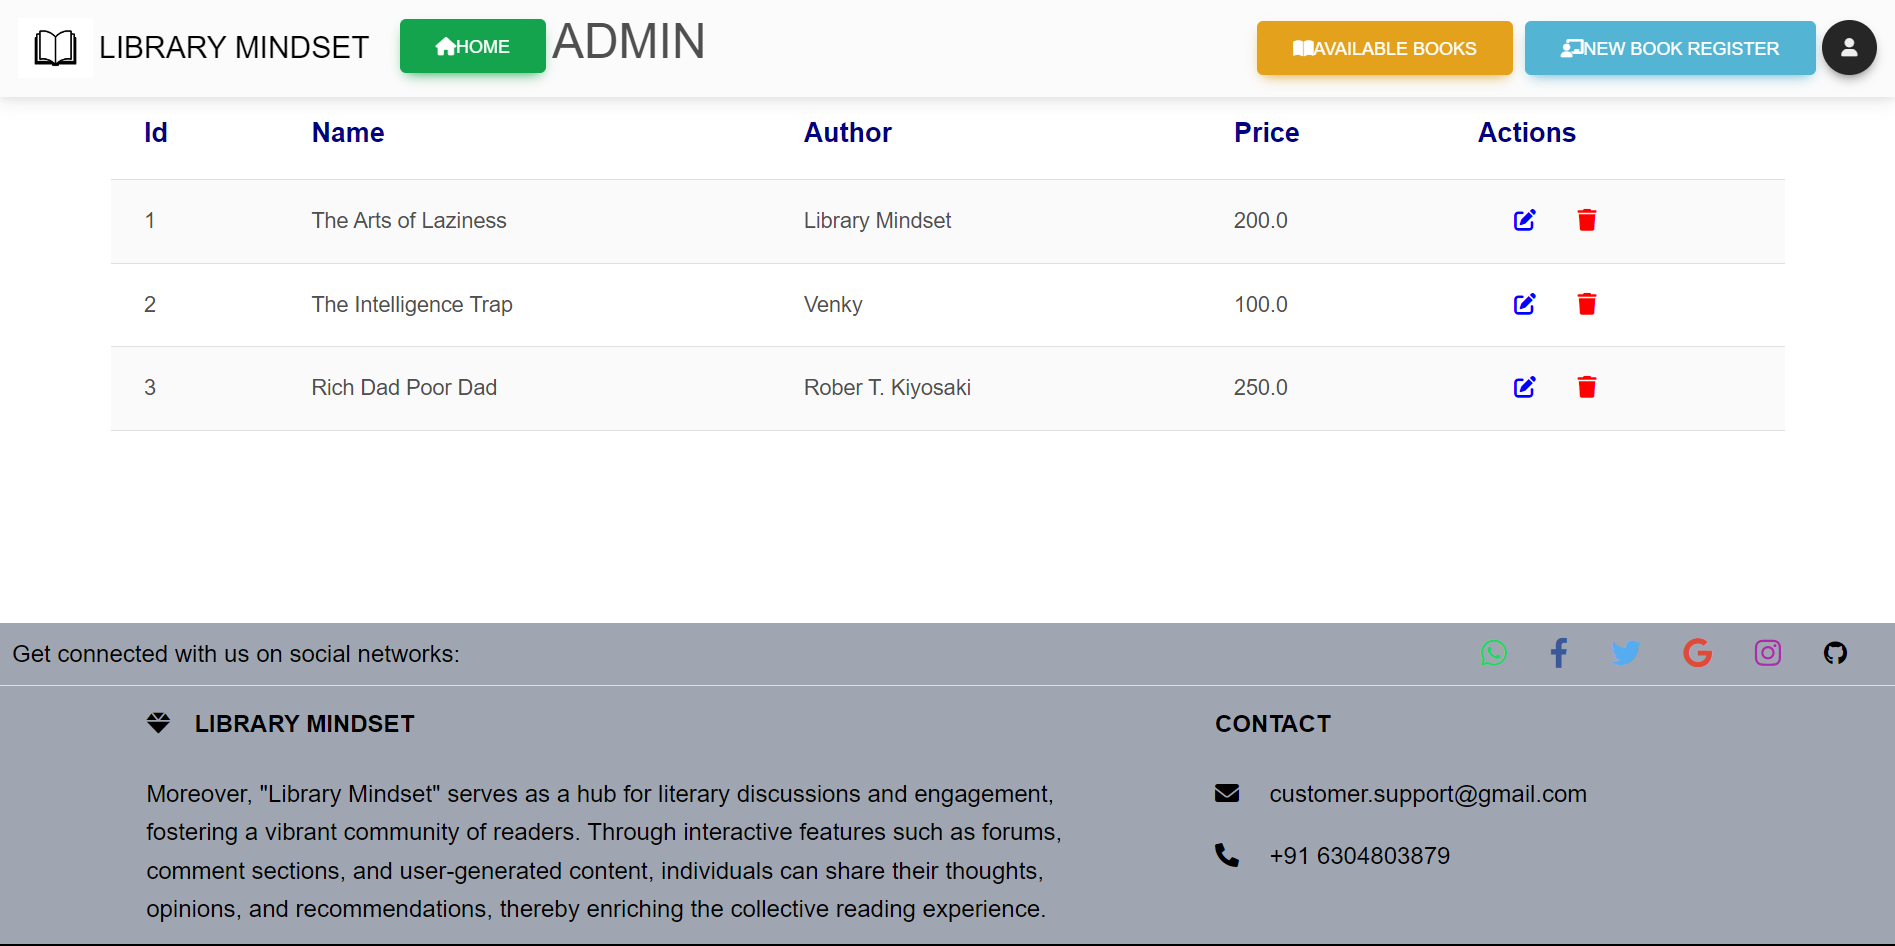 LIBRARY MINDSET HOME ADMIN AVAILABLE BOOKS NEW BOOK REGISTER
Id Name Author Price Actions
1 The Arts of Laziness Library Mindset 200.0
2 The Intelligence Trap Venky 100.0
3 Rich Dad Poor Dad Rober T. Kiyosaki 250.0
Get connected with us on social networks:
LIBRARY MINDSET
Moreover, "Library Mindset" serves as a hub for literary discussions and engagement,
fostering a vibrant community of readers. Through interactive features such as forums,
comment sections, and user-generated content, individuals can share their thoughts,
opinions, and recommendations, thereby enriching the collective reading experience.
CONTACT
customer.support@gmail.com
+91 6304803879